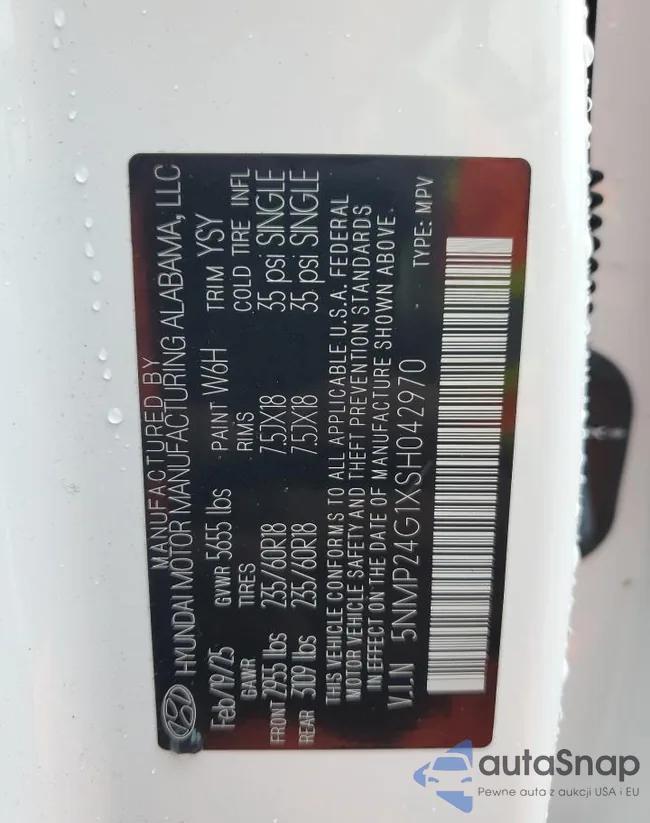 MANUFACTURED BY
HYUNDAI MOTOR MANUFACTURING ALABAMA, LLC
Feb/19/25 GVWR 5655 lbs PAINT W6H TRIM YSY
GAWR TIRES RIMS COLD TIRE INFL
FRONT 2955 lbs 235/60R18 7.5JX18 35 psi SINGLE
REAR 3109 lbs 235/60R18 7.5JX18 35 psi SINGLE
THIS VEHICLE CONFORMS TO ALL APPLICABLE U.S.A. FEDERAL
MOTOR VEHICLE SAFETY AND THEFT PREVENTION STANDARDS
IN EFFECT ON THE DATE OF MANUFACTURE SHOWN ABOVE.
V.I.N 5NMP24G1XSH042970 TYPE: MPV
autaSnap
Pewne auta z aukcji USA i EU